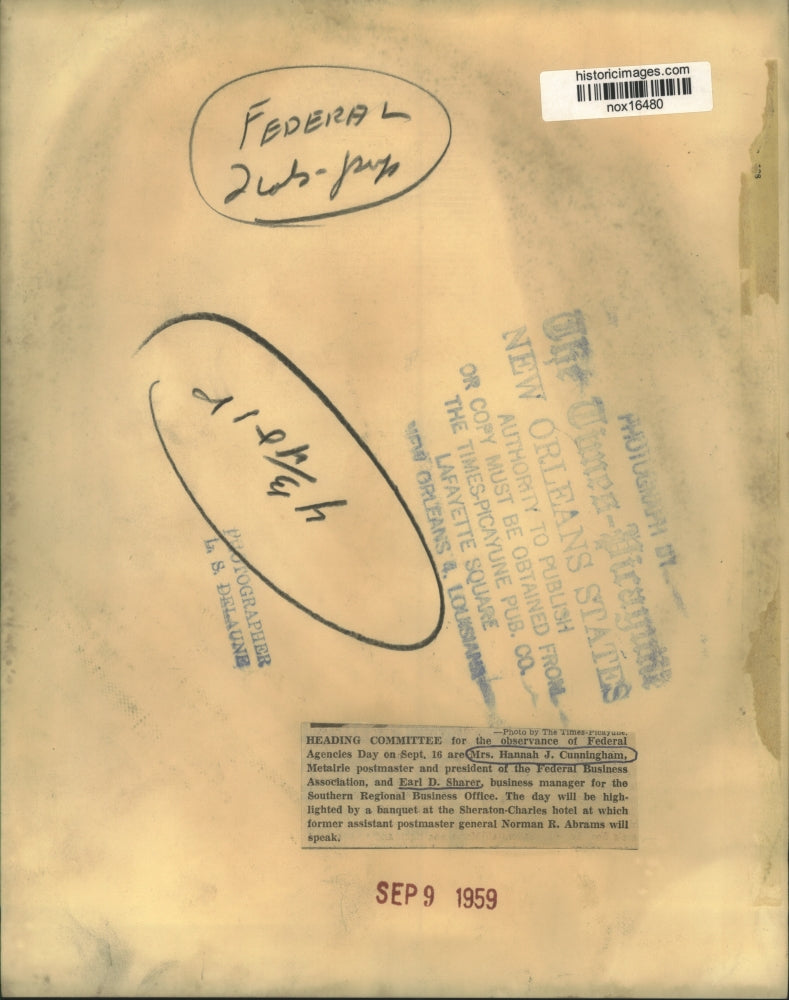 historicimages.com
nox16480
FEDERAL
PHOTOGRAPH BY
The Times-Picayune
NEW ORLEANS STATES
AUTHORITY TO PUBLISH
OR COPY MUST BE OBTAINED FROM
THE TIMES-PICAYUNE PUB. CO.
LAFAYETTE SQUARE
NEW ORLEANS 4, LOUISIANA
PHOTOGRAPHER
L. S. DELAUNE
—Photo by The Times-Picayune.
HEADING COMMITTEE for the observance of Federal
Agencies Day on Sept. 16 are Mrs. Hannah J. Cunningham,
Metairie postmaster and president of the Federal Business
Association, and Earl D. Sharer, business manager for the
Southern Regional Business Office. The day will be high-
lighted by a banquet at the Sheraton-Charles hotel at which
former assistant postmaster general Norman R. Abrams will
speak.
SEP 9 1959